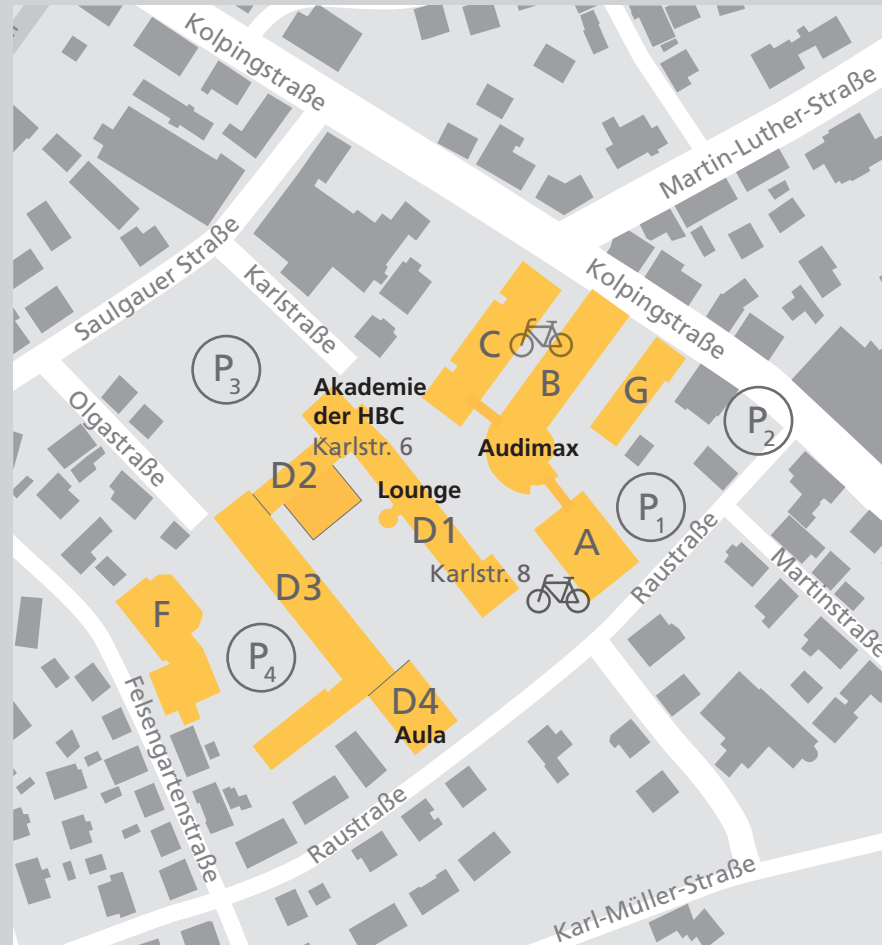 Kolpingstraße
Martin-Luther-Straße
Saulgauer Straße
Karlstraße
Kolpingstraße
C
B
G
P3
Akademie
der HBC
Karlstr. 6
P2
Olgastraße
Audimax
D2
Lounge
P1
D1
A
Karlstr. 8
Raustraße
Martinstraße
D3
F
P4
D4
Aula
Felsengartenstraße
Raustraße
Karl-Müller-Straße